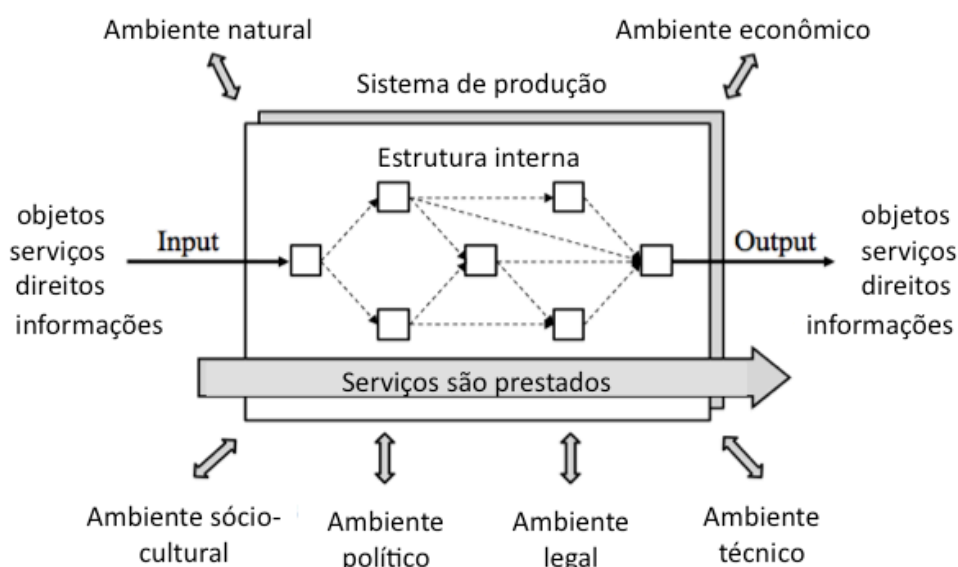 Ambiente natural
Ambiente econômico
Sistema de produção
Estrutura interna
objetos
serviços
direitos
informações
Input
Output
objetos
serviços
direitos
informações
Serviços são prestados
Ambiente sócio-
cultural
Ambiente
político
Ambiente
legal
Ambiente
técnico